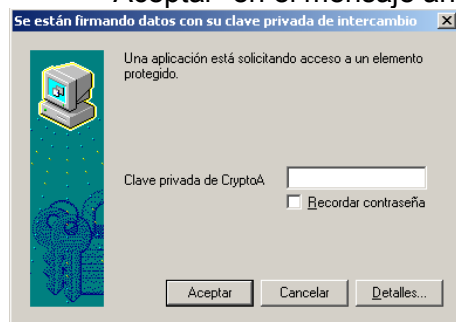 "Aceptar" en el mensaje an
Se están firmando datos con su clave privada de intercambio
Una aplicación está solicitando acceso a un elemento
protegido.
Clave privada de CryptoA
Recordar contraseña
Aceptar Cancelar Detalles...